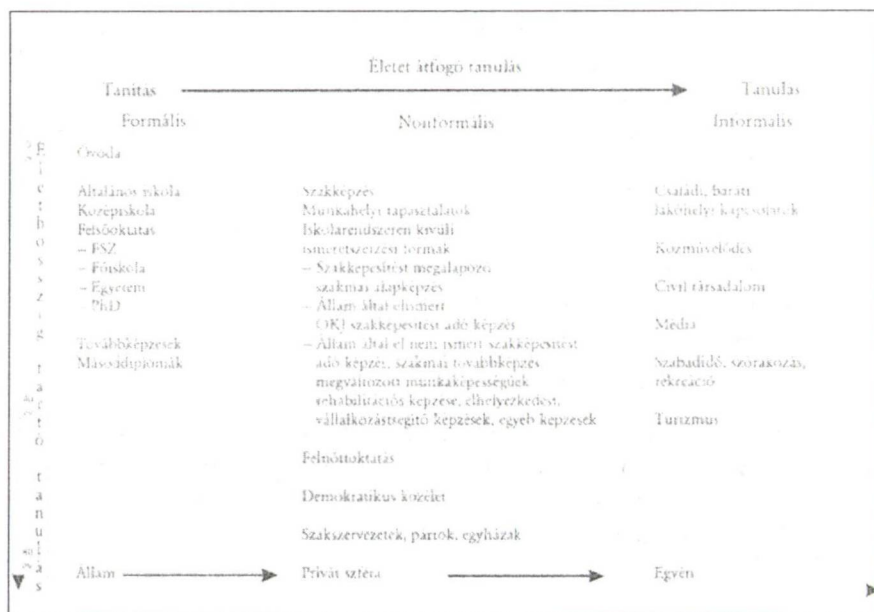 Életet átfogó tanulás
Tanítás
Tanulás
Formális
Nonformális
Informális
Élethosszig tartó tanulás
Óvoda
Általános iskola
Középiskola
Felsőoktatás
– FSZ
– Főiskola
– Egyetem
– PhD
Továbbképzések
Másoddiplomák
Szakképzés
Munkahelyi tapasztalatok
Iskolarendszeren kívüli
ismeretszerzési formák
– Szakképesítést megalapozó
szakmai alapképzés
– Állam által elismert
OKJ szakképesítést adó képzés
– Állam által el nem ismert szakképesítést
adó képzés, szakmai továbbképzés
megváltozott munkaképességűek
rehabilitációs képzése, elhelyezkedést,
vállalkozástsegítő képzések, egyéb képzések
Felnőttoktatás
Demokratikus közélet
Szakszervezetek, pártok, egyházak
Családi, baráti
lakóhelyi kapcsolatok
Közművelődés
Civil társadalom
Média
Szabadidő, szórakozás,
rekreáció
Turizmus
Állam
Privát szféra
Egyén